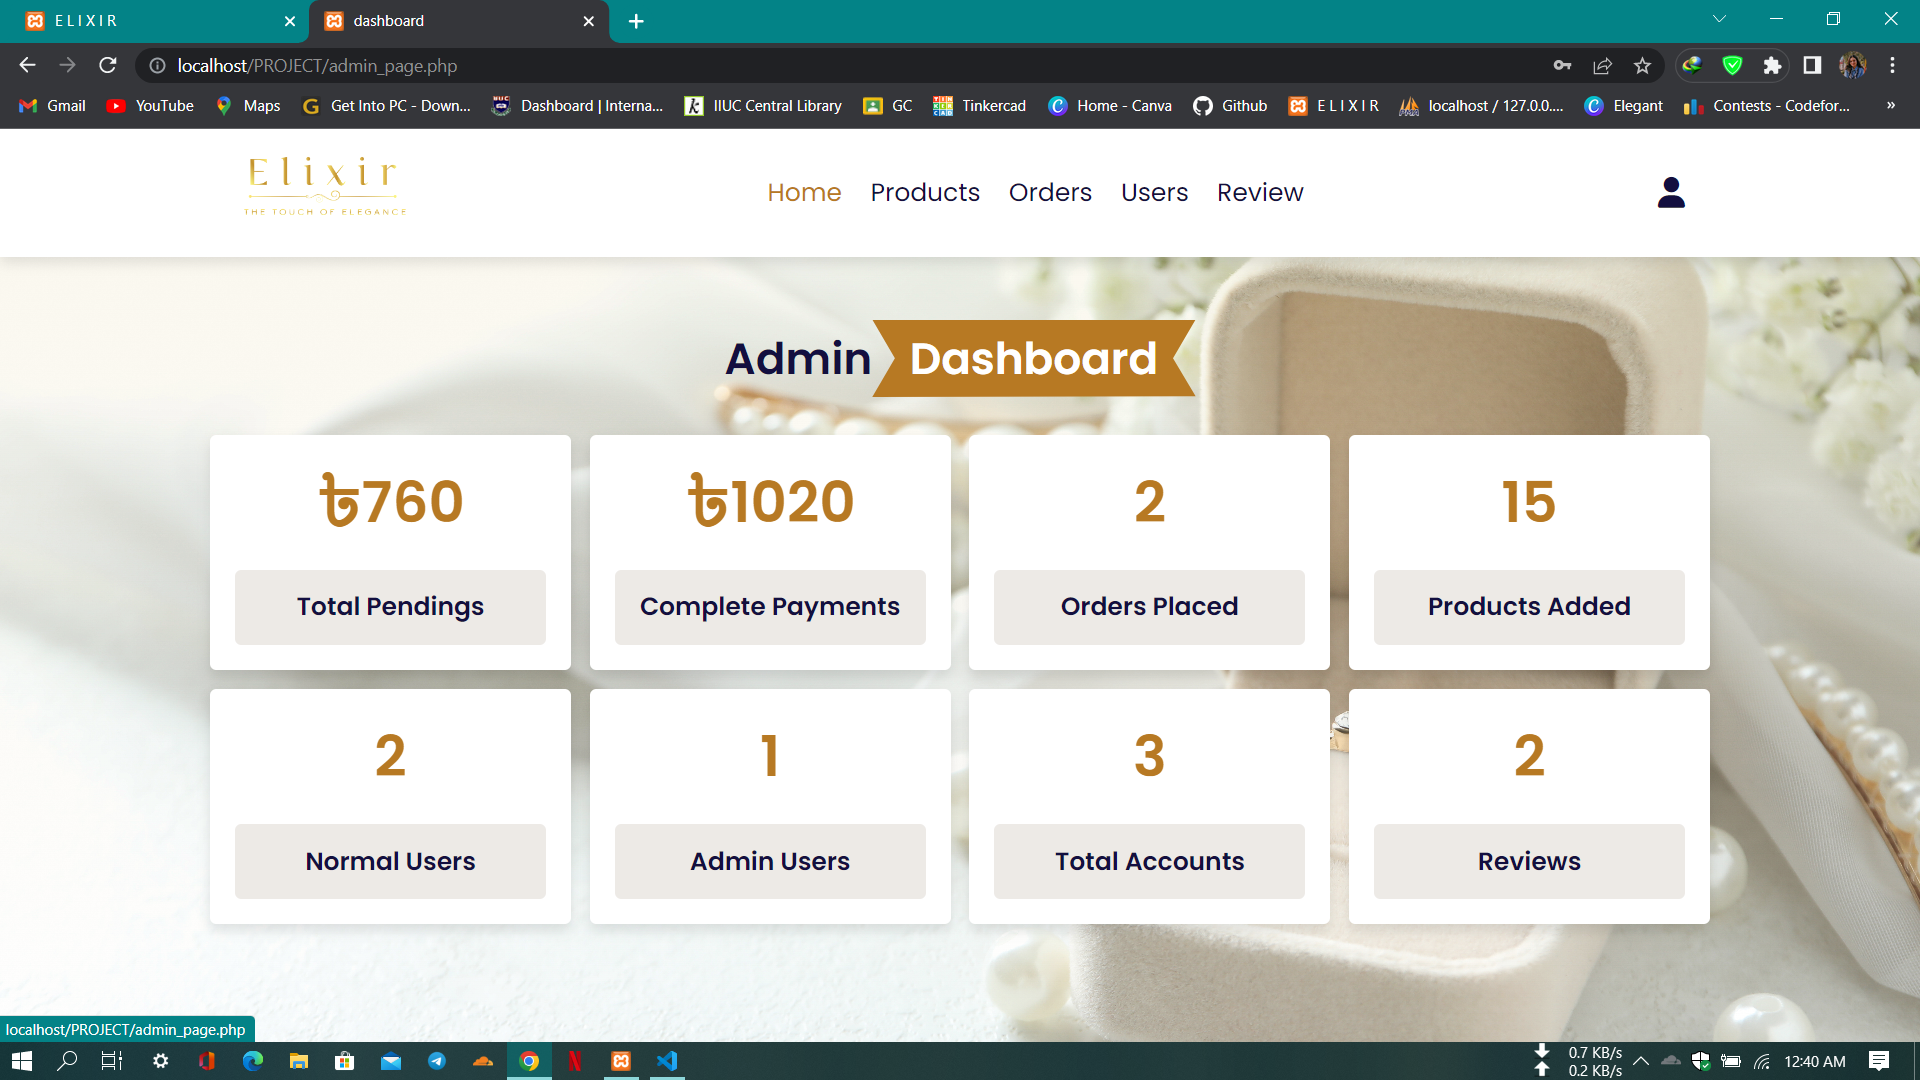 E L I X I R
dashboard
localhost/PROJECT/admin_page.php
Gmail
YouTube
Maps
Get Into PC - Down...
Dashboard | Interna...
IIUC Central Library
GC
Tinkercad
Home - Canva
Github
E L I X I R
localhost / 127.0.0....
Elegant
Contests - Codefor...
»
Elixir
THE TOUCH OF ELEGANCE
Home
Products
Orders
Users
Review
Admin Dashboard
৳760
৳1020
2
15
Total Pendings
Complete Payments
Orders Placed
Products Added
2
1
3
2
Normal Users
Admin Users
Total Accounts
Reviews
localhost/PROJECT/admin_page.php
0.7 KB/s
0.2 KB/s
12:40 AM